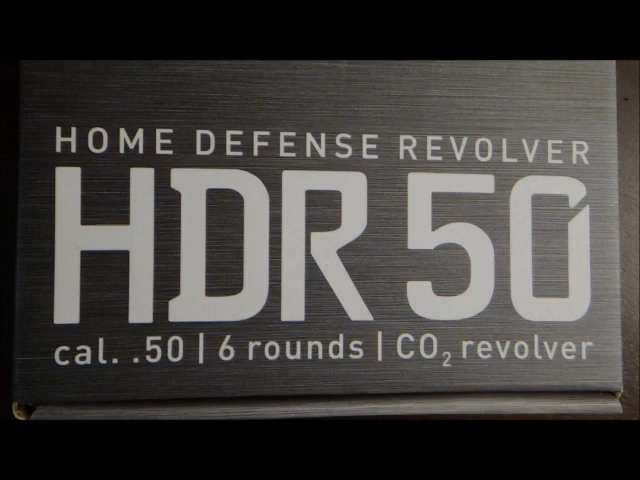 HOME DEFENSE REVOLVER
HDR 50
cal. .50 | 6 rounds | CO₂ revolver